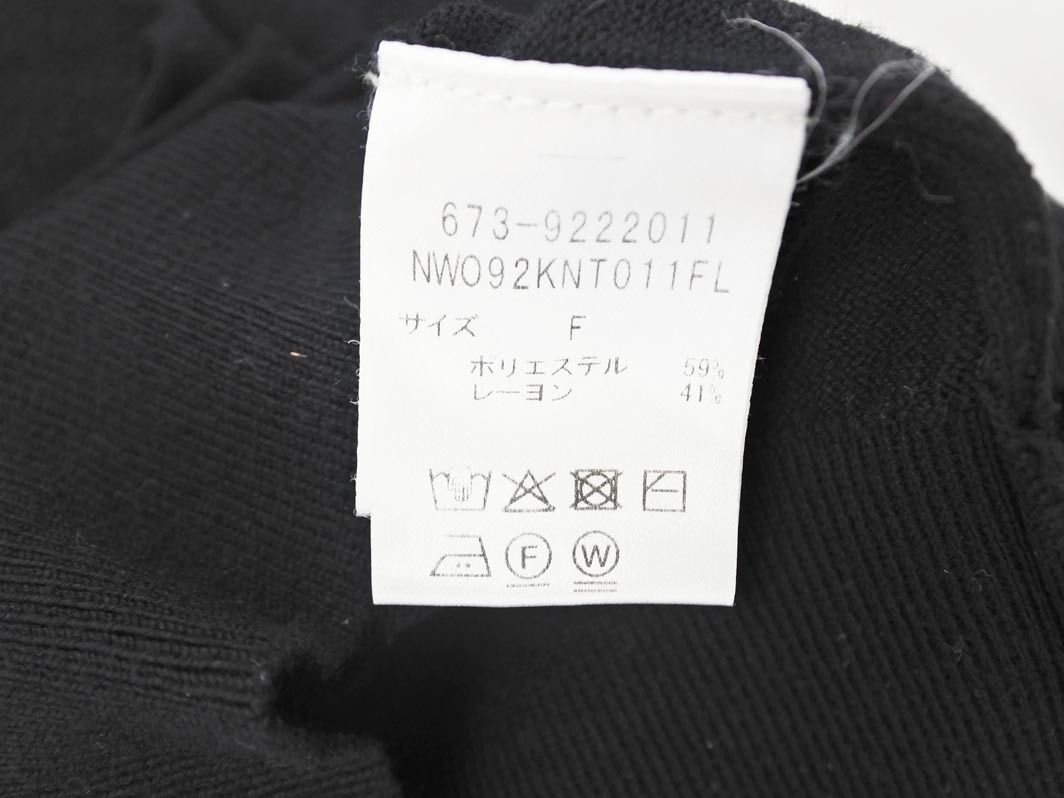 673-9222011
NW092KNT011FL
サイズ F
ポリエステル 59%
レーヨン 41%
F W